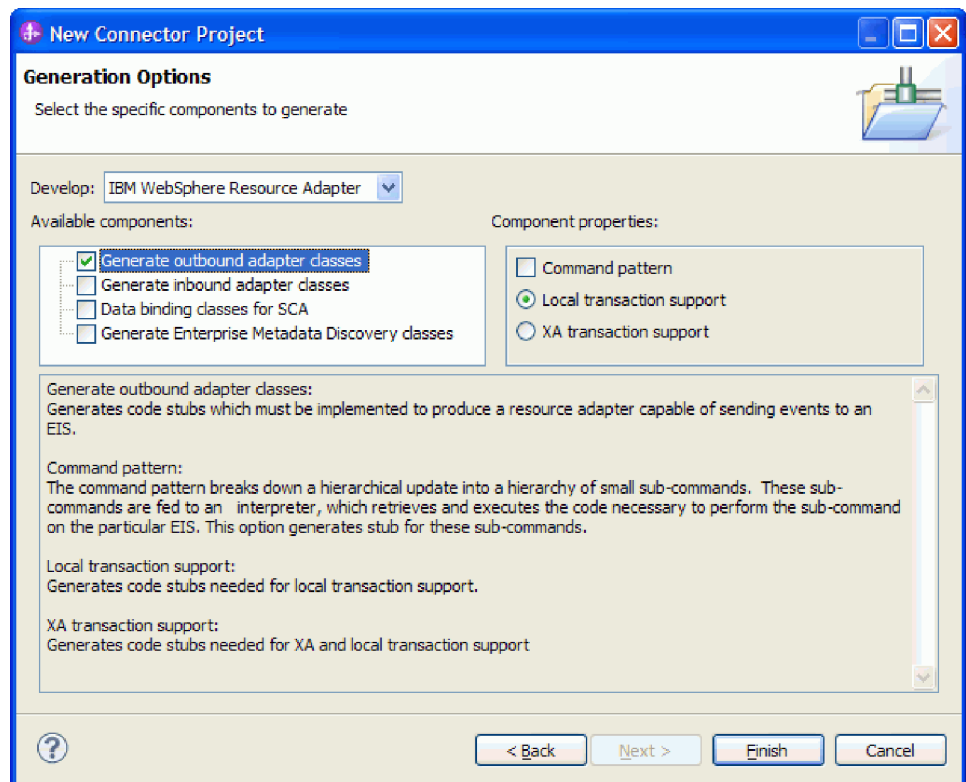 New Connector Project
Generation Options
Select the specific components to generate
Develop: IBM WebSphere Resource Adapter
Available components:
Generate outbound adapter classes
Generate inbound adapter classes
Data binding classes for SCA
Generate Enterprise Metadata Discovery classes
Component properties:
Command pattern
Local transaction support
XA transaction support
Generate outbound adapter classes:
Generates code stubs which must be implemented to produce a resource adapter capable of sending events to an
EIS.
Command pattern:
The command pattern breaks down a hierarchical update into a hierarchy of small sub-commands. These sub-
commands are fed to an interpreter, which retrieves and executes the code necessary to perform the sub-command
on the particular EIS. This option generates stub for these sub-commands.
Local transaction support:
Generates code stubs needed for local transaction support.
XA transaction support:
Generates code stubs needed for XA and local transaction support
? < Back Next > Finish Cancel